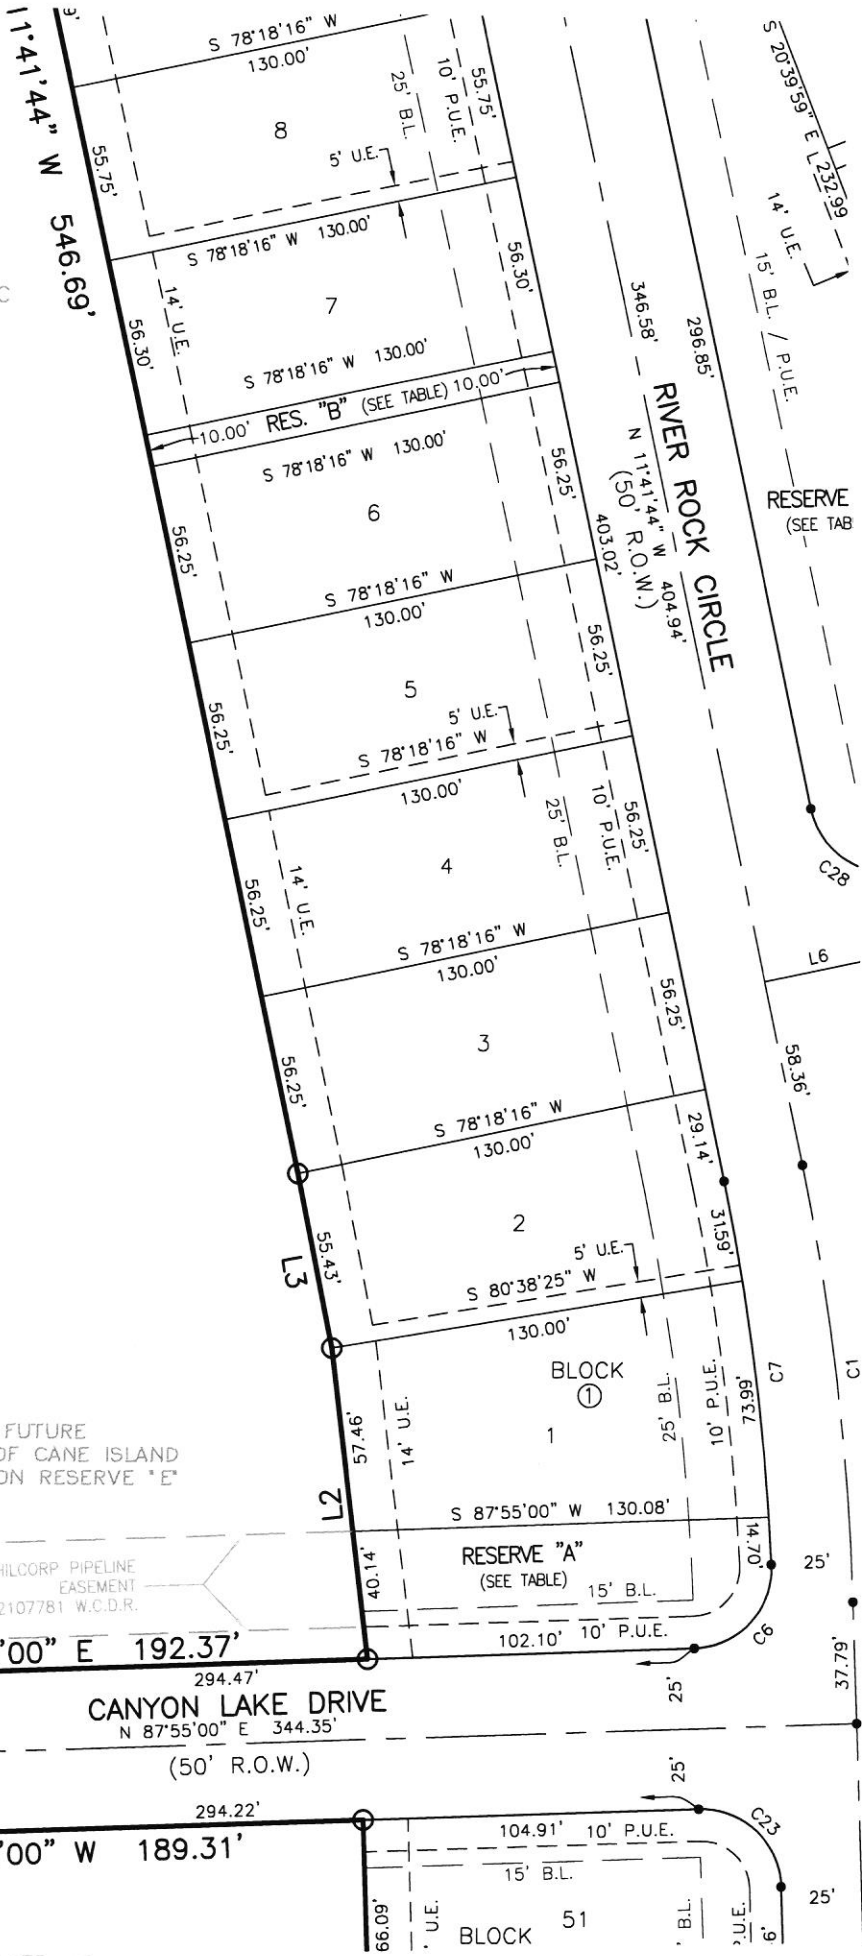 9'
11°41'44" W 546.69'
S 78°18'16" W
130.00'
25' B.L.
10' P.U.E.
55.75'
8
5' U.E.
55.75'
S 20°39'59" E L 232.99
14' U.E.
15' B.L. / P.U.E.
S 78°18'16" W 130.00'
14' U.E.
7
56.30'
56.30'
346.58'
296.85'
S 78°18'16" W 130.00'
10.00' RES. "B" (SEE TABLE) 10.00'
S 78°18'16" W 130.00'
RIVER ROCK CIRCLE
N 11°41'44" W 404.94'
(50' R.O.W.)
403.02'
RESERVE
(SEE TAB
6
56.25'
56.25'
S 78°18'16" W
130.00'
5
56.25'
56.25'
5' U.E.
S 78°18'16" W
130.00'
25' B.L.
10' P.U.E.
56.25'
4
14' U.E.
56.25'
C28
S 78°18'16" W
130.00'
L6
3
56.25'
56.25'
58.36'
S 78°18'16" W
130.00'
29.14'
2
31.59'
L3
55.43'
5' U.E.
S 80°38'25" W
130.00'
BLOCK
1
1
25' B.L.
10' P.U.E.
73.99'
C7
C1
14' U.E.
57.46'
L2
FUTURE
OF CANE ISLAND
ON RESERVE "E"
S 87°55'00" W 130.08'
RESERVE "A"
(SEE TABLE)
14.70'
25'
40.14'
15' B.L.
HILCORP PIPELINE
EASEMENT
2107781 W.C.D.R.
'00" E 192.37'
102.10' 10' P.U.E.
C6
37.79'
294.47'
25'
CANYON LAKE DRIVE
N 87°55'00" E 344.35'
(50' R.O.W.)
25'
294.22'
'00" W 189.31'
104.91' 10' P.U.E.
C23
15' B.L.
25'
66.09'
' U.E.
BLOCK 51
' B.L.
P.U.E.
6'
C